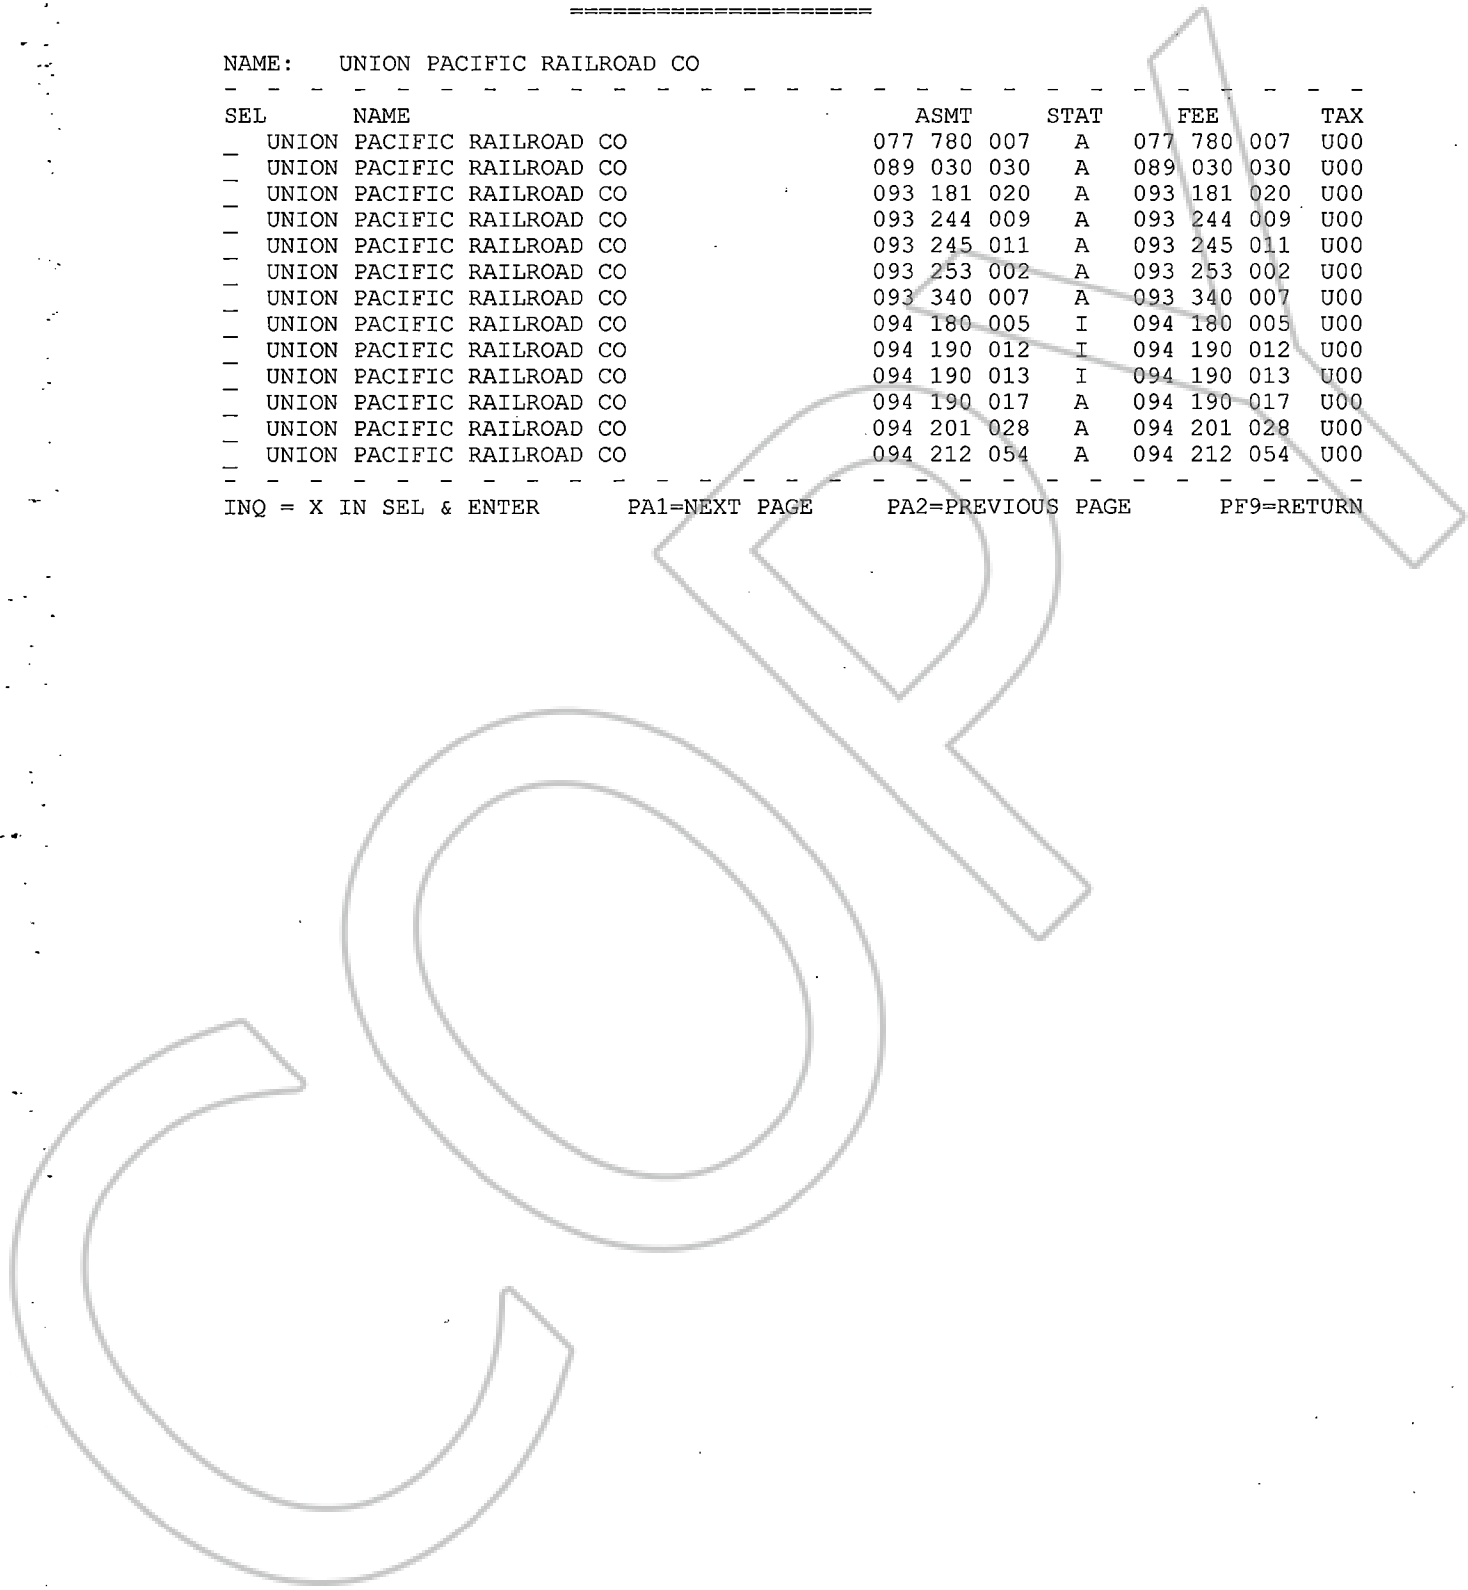 =====================
NAME: UNION PACIFIC RAILROAD CO
- - - - - - - - - - - - - - - - - - - - - - - - - - -
SEL NAME ASMT STAT FEE TAX
_ UNION PACIFIC RAILROAD CO 077 780 007 A 077 780 007 U00
_ UNION PACIFIC RAILROAD CO 089 030 030 A 089 030 030 U00
_ UNION PACIFIC RAILROAD CO 093 181 020 A 093 181 020 U00
_ UNION PACIFIC RAILROAD CO 093 244 009 A 093 244 009 U00
_ UNION PACIFIC RAILROAD CO 093 245 011 A 093 245 011 U00
_ UNION PACIFIC RAILROAD CO 093 253 002 A 093 253 002 U00
_ UNION PACIFIC RAILROAD CO 093 340 007 A 093 340 007 U00
_ UNION PACIFIC RAILROAD CO 094 180 005 I 094 180 005 U00
_ UNION PACIFIC RAILROAD CO 094 190 012 I 094 190 012 U00
_ UNION PACIFIC RAILROAD CO 094 190 013 I 094 190 013 U00
_ UNION PACIFIC RAILROAD CO 094 190 017 A 094 190 017 U00
_ UNION PACIFIC RAILROAD CO 094 201 028 A 094 201 028 U00
_ UNION PACIFIC RAILROAD CO 094 212 054 A 094 212 054 U00
- - - - - - - - - - - - - - - - - - - - - - - - - - -
INQ = X IN SEL & ENTER PA1=NEXT PAGE PA2=PREVIOUS PAGE PF9=RETURN
COPY